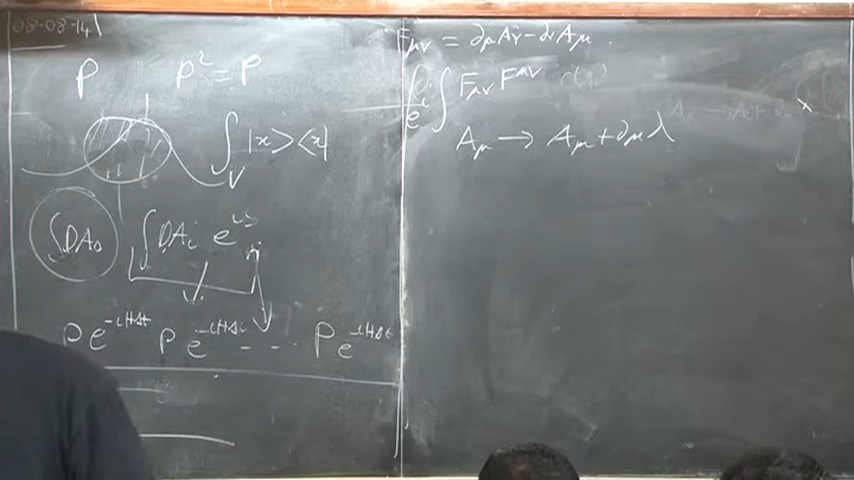 08-08-14
P P² = P
∫_V |x> <x|
∫DA₀ ∫DAᵢ e^{iS}
P e^{-iHΔt} P e^{-iHΔt} - - . P e^{-iHΔt}
F_{μν} = ∂_μ A_ν - ∂_ν A_μ .
∫ F_{μν} F^{μν}
A_μ → A_μ + ∂_μ λ